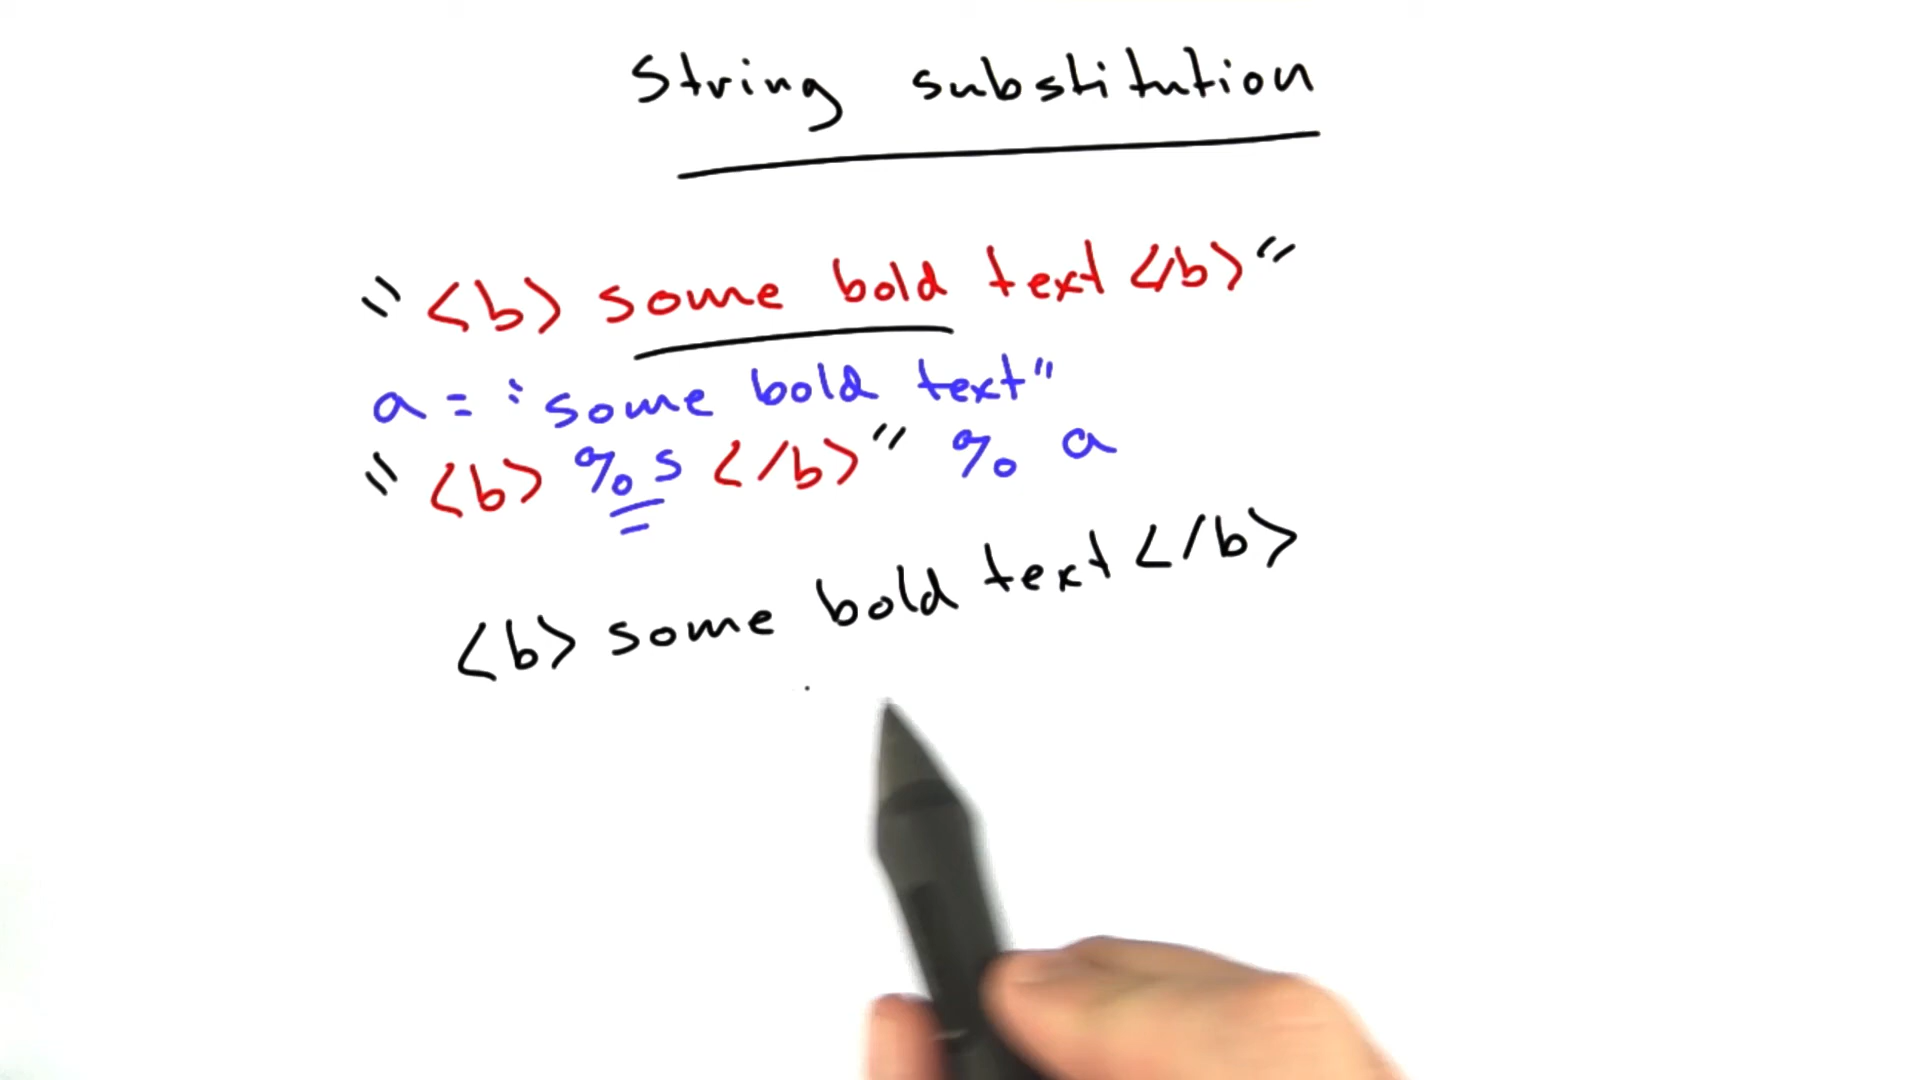 String substitution
"<b> some bold text </b>"
a = "some bold text"
"<b> %s </b>" % a
<b> some bold text </b>